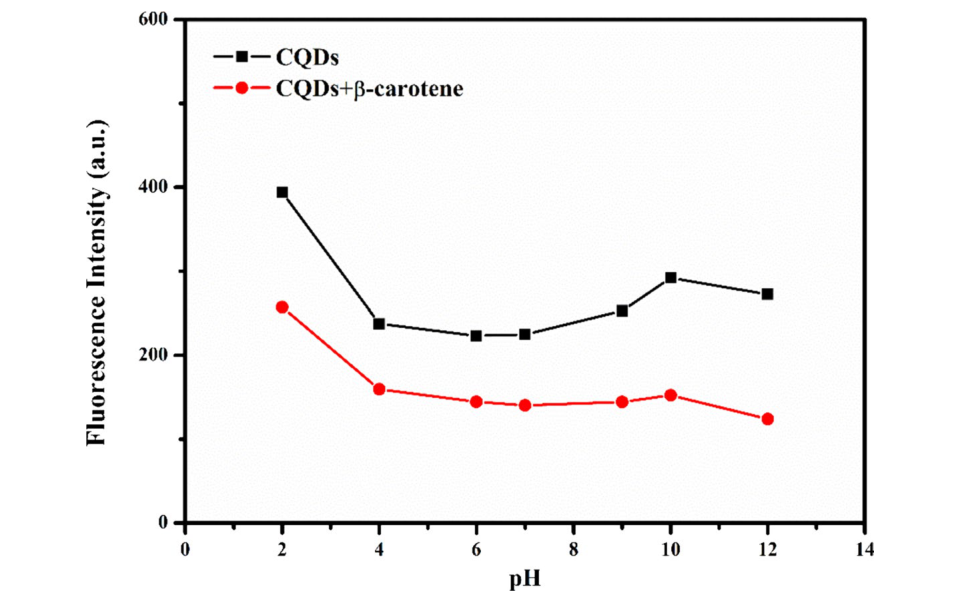 600
CQDs
CQDs+β-carotene
400
200
0
0 2 4 6 8 10 12 14
pH
Fluorescence Intensity (a.u.)